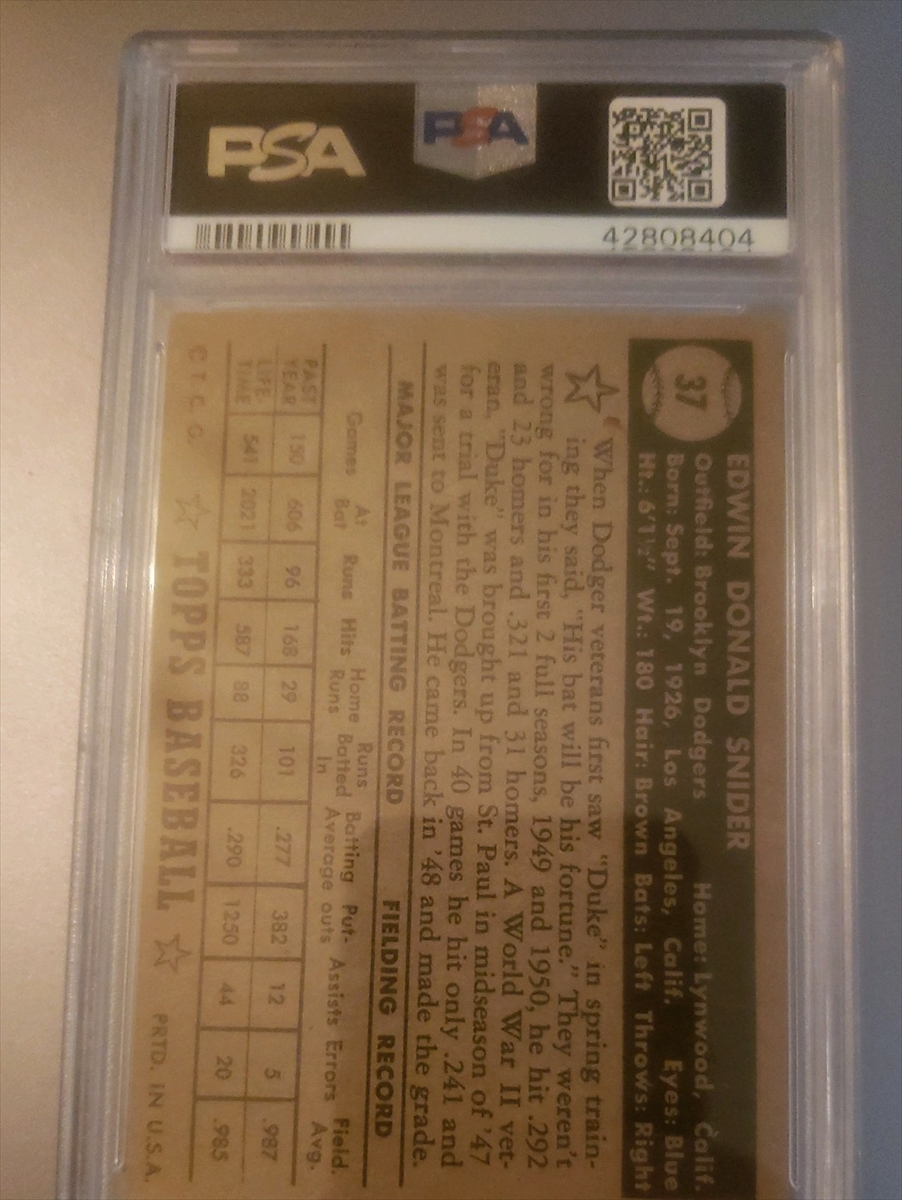 PSA
PSA
42808404
37
EDWIN DONALD SNIDER
Outfield: Brooklyn Dodgers Home: Lynwood, Calif.
Born: Sept. 19, 1926, Los Angeles, Calif. Eyes: Blue
Ht.: 6'1½" Wt.: 180 Hair: Brown Bats: Left Throws: Right
When Dodger veterans first saw "Duke" in spring train-
ing they said, "His bat will be his fortune." They weren't
wrong for in his first 2 full seasons, 1949 and 1950, he hit .292
and 23 homers and .321 and 31 homers. A World War II vet-
eran, "Duke" was brought up from St. Paul in midseason of '47
for a trial with the Dodgers. In 40 games he hit only .241 and
was sent to Montreal. He came back in '48 and made the grade.
MAJOR LEAGUE BATTING RECORD FIELDING RECORD
Games At Bat Runs Hits Home Runs Runs Batted In Batting Average Put-outs Assists Errors Field. Avg.
PAST YEAR 150 606 96 168 29 101 .277 382 12 5 .987
LIFE-TIME 541 2021 333 587 88 326 .290 1250 44 20 .985
© T. C. G. TOPPS BASEBALL PRTD. IN U.S.A.